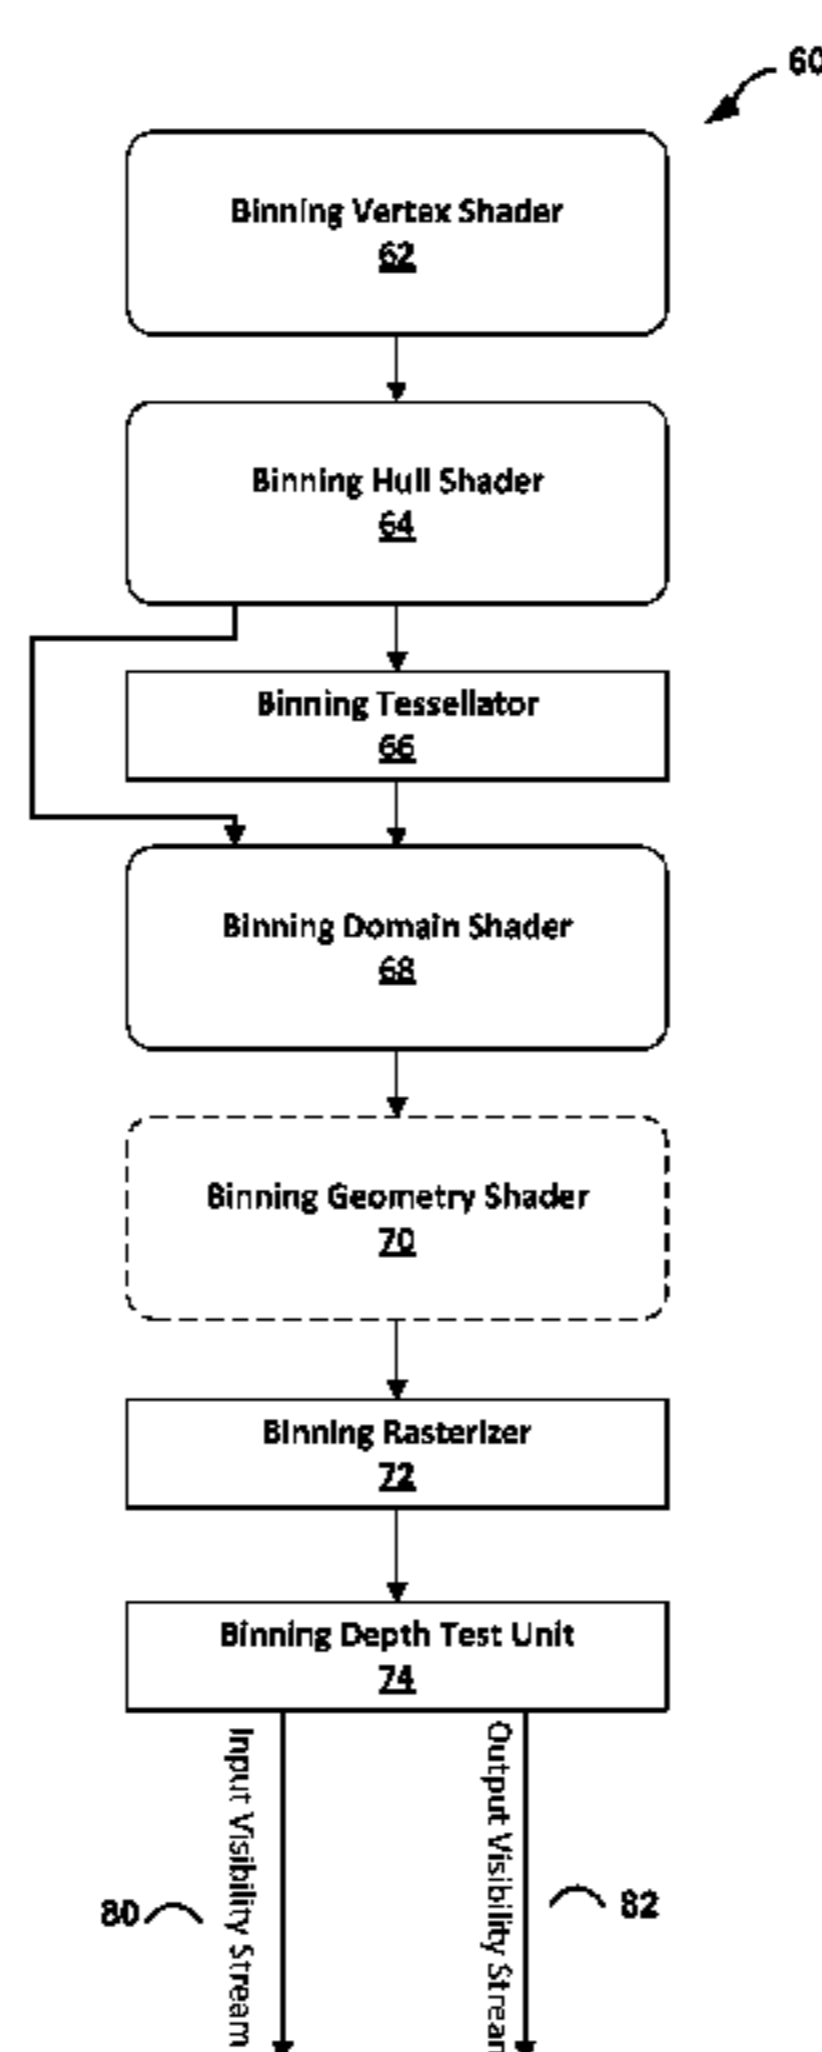 60
Binning Vertex Shader
62
Binning Hull Shader
64
Binning Tessellator
66
Binning Domain Shader
68
Binning Geometry Shader
70
Binning Rasterizer
72
Binning Depth Test Unit
74
Input Visibility Stream
Output Visibility Stream
80
82